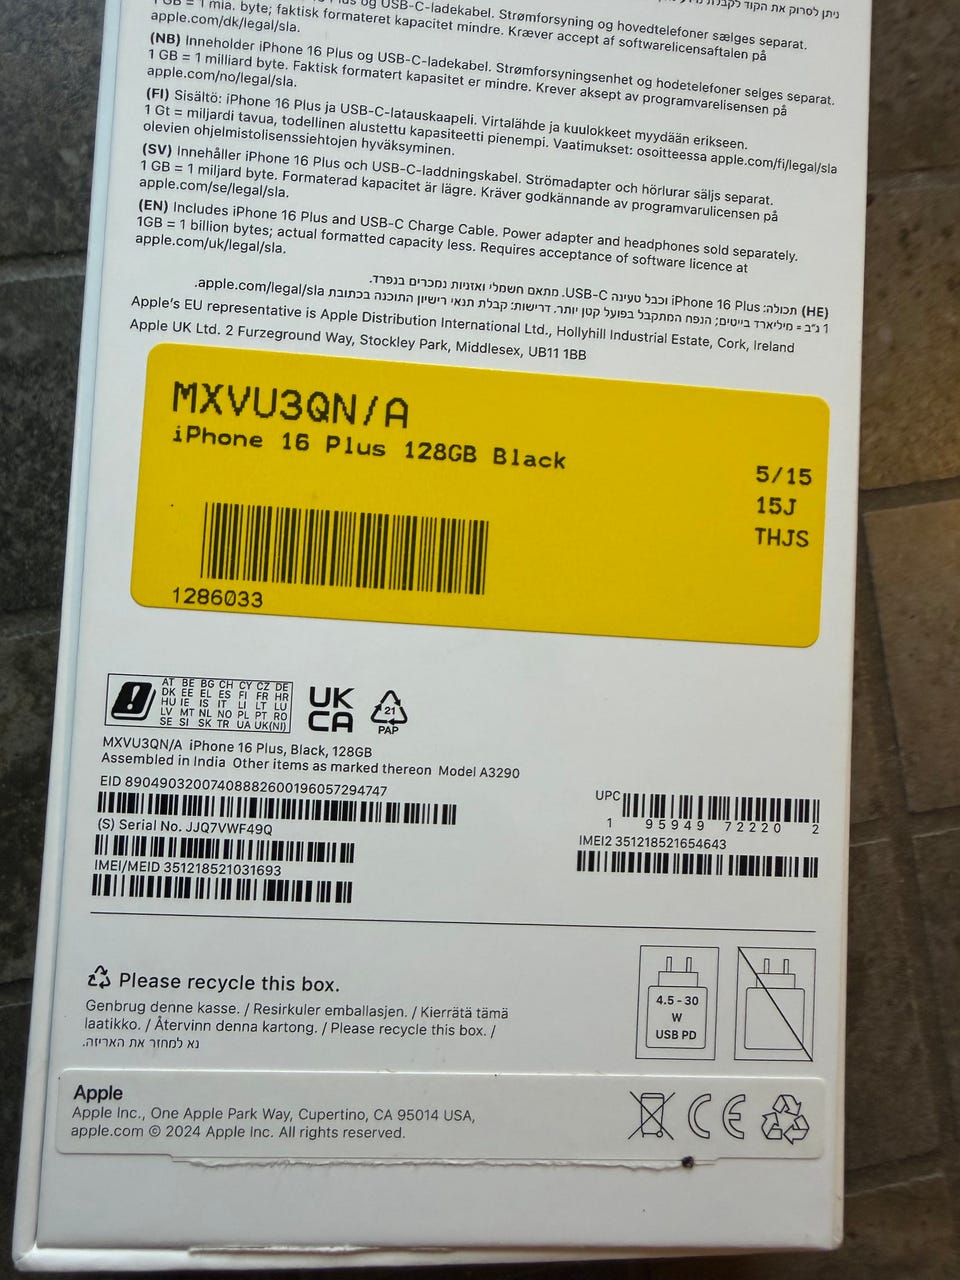 ניתן לסרוק את הקוד לקבלת
1 GB = 1 mia. byte; faktisk formateret kapacitet mindre. Kræver accept af softwarelicensaftalen på
og USB-C-ladekabel. Strømforsyning og hovedtelefoner sælges separat.
apple.com/dk/legal/sla.
(NB) Inneholder iPhone 16 Plus og USB-C-ladekabel. Strømforsyningsenhet og hodetelefoner selges separat.
1 GB = 1 milliard byte. Faktisk formatert kapasitet er mindre. Krever aksept av programvarelisensen på
apple.com/no/legal/sla.
(FI) Sisältö: iPhone 16 Plus ja USB-C-latauskaapeli. Virtalähde ja kuulokkeet myydään erikseen.
1 Gt = miljardi tavua, todellinen alustettu kapasiteetti pienempi. Vaatimukset: osoitteessa apple.com/fi/legal/sla
olevien ohjelmistolisenssiehtojen hyväksyminen.
(SV) Innehåller iPhone 16 Plus och USB-C-laddningskabel. Strömadapter och hörlurar säljs separat.
1 GB = 1 miljard byte. Formaterad kapacitet är lägre. Kräver godkännande av programvarulicensen på
apple.com/se/legal/sla.
(EN) Includes iPhone 16 Plus and USB-C Charge Cable. Power adapter and headphones sold separately.
1GB = 1 billion bytes; actual formatted capacity less. Requires acceptance of software licence at
apple.com/uk/legal/sla.
(HE) תכולה: iPhone 16 Plus וכבל טעינה USB-C. מתאם חשמלי ואזניות נמכרים בנפרד.
1 ג"ב = מיליארד בייטים; הנפח המתקבל בפועל קטן יותר. דרישות: קבלת תנאי רישיון התוכנה בכתובת apple.com/legal/sla.
Apple's EU representative is Apple Distribution International Ltd., Hollyhill Industrial Estate, Cork, Ireland
Apple UK Ltd. 2 Furzeground Way, Stockley Park, Middlesex, UB11 1BB
MXVU3QN/A
iPhone 16 Plus 128GB Black
5/15
15J
THJS
1286033
AT BE BG CH CY CZ DE
DK EE EL ES FI FR HR
HU IE IS IT LI LT LU
LV MT NL NO PL PT RO
SE SI SK TR UA UK(NI)
UK
CA
21
PAP
MXVU3QN/A iPhone 16 Plus, Black, 128GB
Assembled in India Other items as marked thereon Model A3290
EID 89049032007408882600196057294747
(S) Serial No. JJQ7VWF49Q
IMEI/MEID 351218521031693
UPC
1 95949 72220 2
IMEI2 351218521654643
Please recycle this box.
Genbrug denne kasse. / Resirkuler emballasjen. / Kierrätä tämä
laatikko. / Återvinn denna kartong. / Please recycle this box. /
נא למחזר את האריזה.
4.5 - 30
W
USB PD
Apple
Apple Inc., One Apple Park Way, Cupertino, CA 95014 USA,
apple.com © 2024 Apple Inc. All rights reserved.
CE